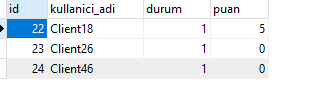 id kullanici_adi durum puan
22 Client18 1 5
23 Client26 1 0
24 Client46 1 0